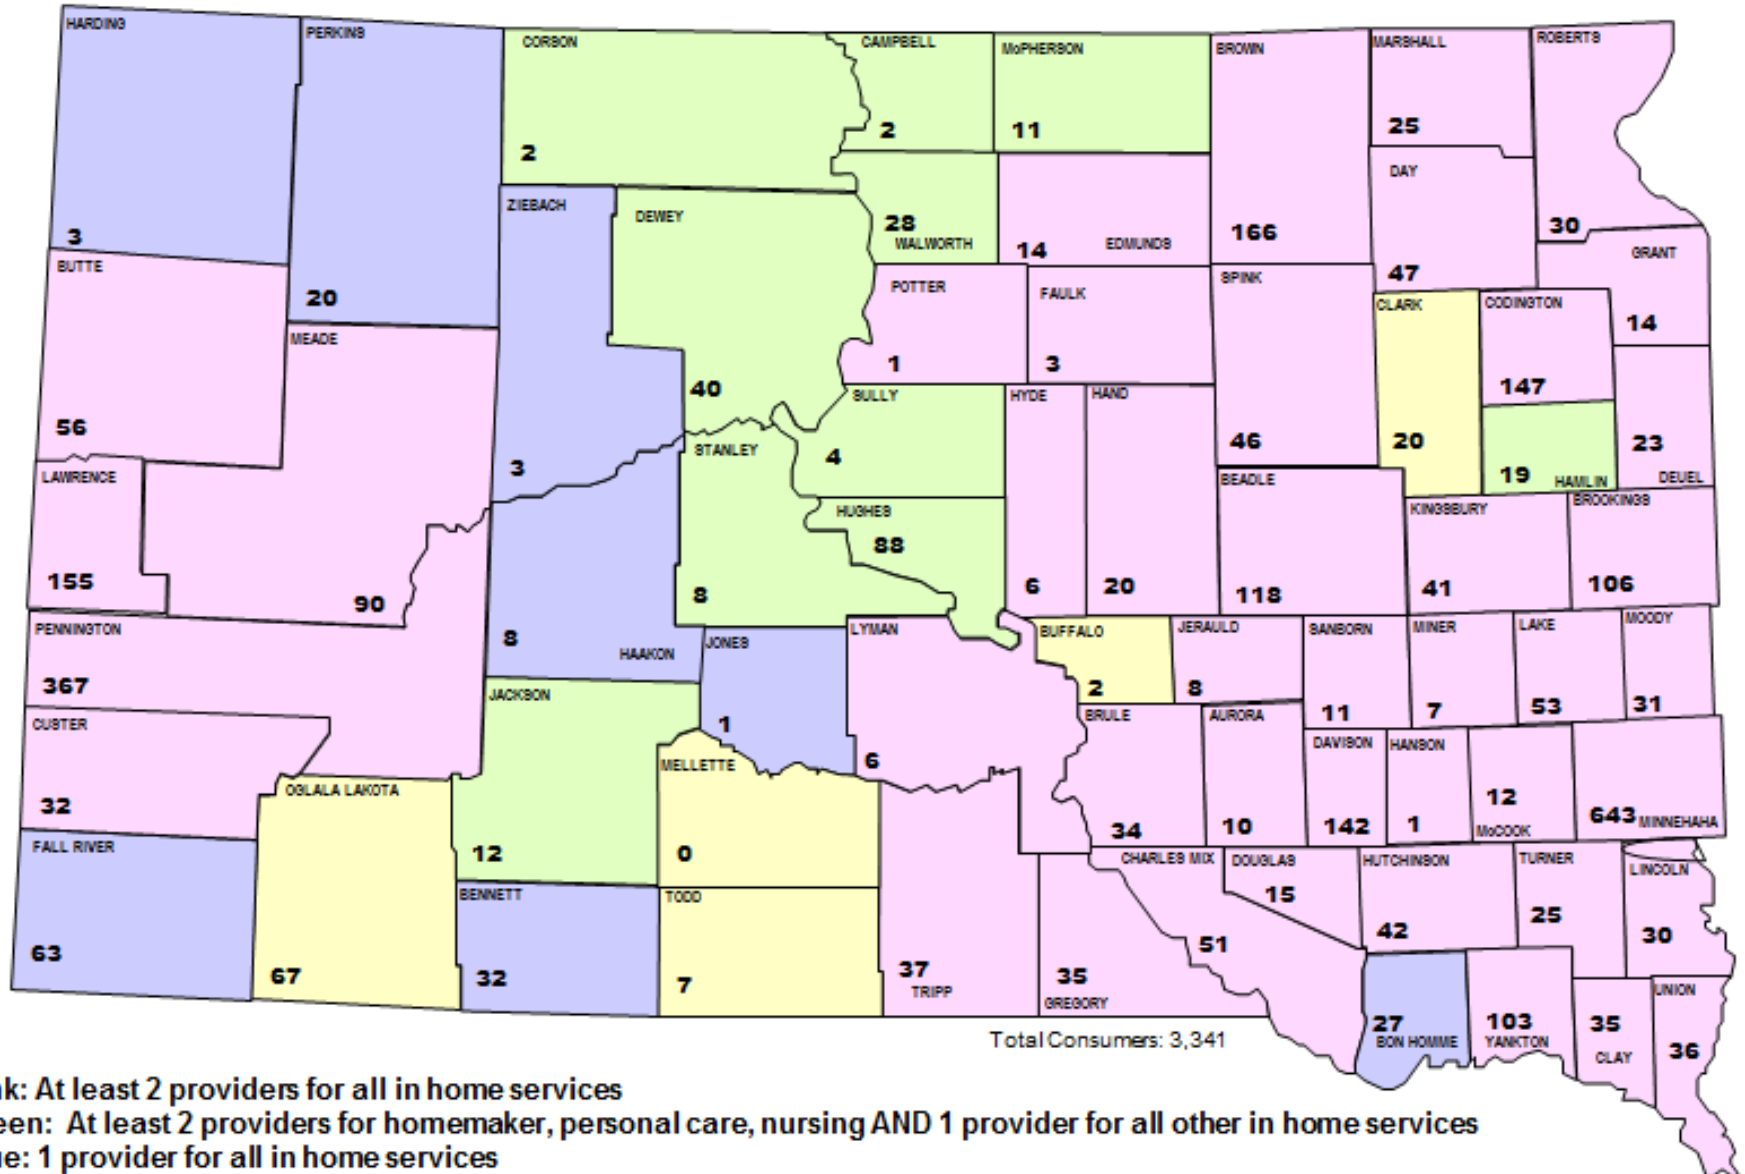 HARDING
3
PERKINS
20
CORSON
2
CAMPBELL
2
McPHERSON
11
BROWN
166
MARSHALL
25
ROBERTS
30
ZIEBACH
3
DEWEY
40
28
WALWORTH
14
EDMUNDS
DAY
47
GRANT
14
BUTTE
56
MEADE
90
POTTER
1
FAULK
3
SPINK
46
CLARK
20
CODINGTON
147
LAWRENCE
155
STANLEY
8
SULLY
4
HYDE
6
HAND
20
19
HAMLIN
23
DEUEL
HUGHES
88
BEADLE
118
KINGSBURY
41
BROOKINGS
106
PENNINGTON
367
8
HAAKON
JONES
1
LYMAN
6
BUFFALO
2
JERAULD
8
SANBORN
11
MINER
7
LAKE
53
MOODY
31
CUSTER
32
JACKSON
12
MELLETTE
0
BRULE
34
AURORA
10
DAVISON
142
HANSON
1
12
McCOOK
643 MINNEHAHA
OGLALA LAKOTA
67
FALL RIVER
63
BENNETT
32
TODD
7
37
TRIPP
35
GREGORY
CHARLES MIX
51
DOUGLAS
15
HUTCHINSON
42
TURNER
25
LINCOLN
30
27
BON HOMME
103
YANKTON
35
CLAY
UNION
36
Total Consumers: 3,341
nk: At least 2 providers for all in home services
een: At least 2 providers for homemaker, personal care, nursing AND 1 provider for all other in home services
ue: 1 provider for all in home services